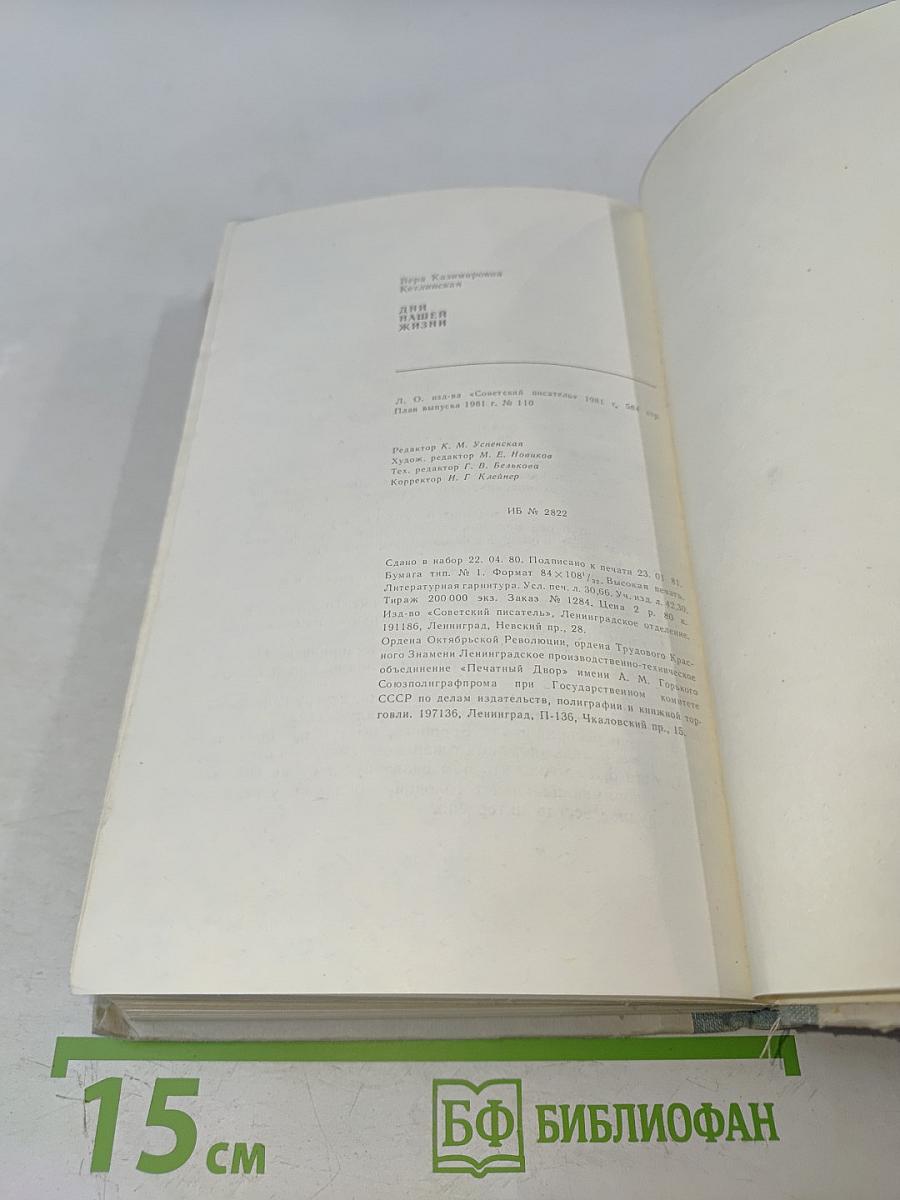 Вера Казимировна
Кетлинская
ДНИ
НАШЕЙ
ЖИЗНИ
Л. О. изд-ва «Советский писатель» 1981 г. 584 стр.
План выпуска 1981 г. № 110
Редактор К. М. Успенская
Худож. редактор М. Е. Новиков
Тех. редактор Г. В. Белькова
Корректор И. Г. Клейнер
ИБ № 2822
Сдано в набор 22. 04. 80. Подписано к печати 23. 01 81.
Бумага тип. № 1. Формат 84×108¹/₃₂. Высокая печать.
Литературная гарнитура. Усл. печ. л. 30,66. Уч. изд. л. 42,30.
Тираж 200 000 экз. Заказ № 1284. Цена 2 р. 80 к.
Изд-во «Советский писатель», Ленинградское отделение,
191186, Ленинград, Невский пр., 28.
Ордена Октябрьской Революции, ордена Трудового Крас-
ного Знамени Ленинградское производственно-техническое
объединение «Печатный Двор» имени А. М. Горького
Союзполиграфпрома при Государственном комитете
СССР по делам издательств, полиграфии и книжной тор-
говли. 197136, Ленинград, П-136, Чкаловский пр., 15.
15 см
БФ БИБЛИОФАН